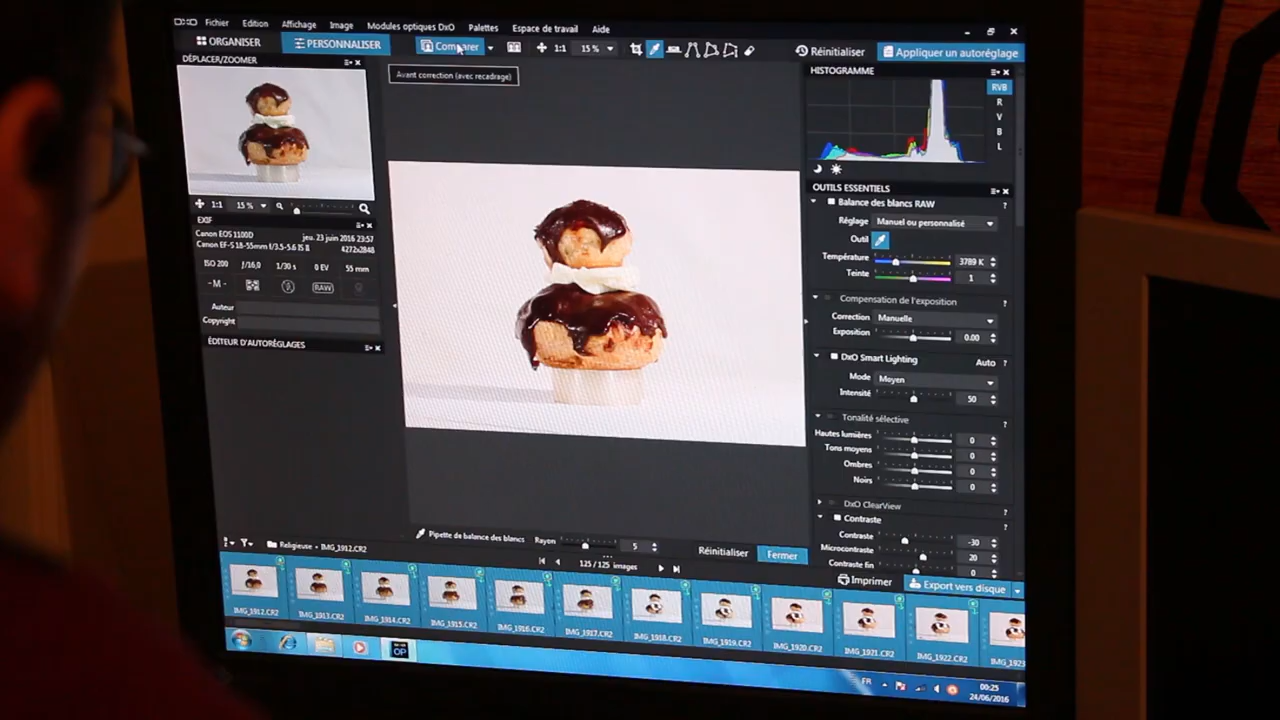 DXO Fichier Edition Affichage Image Modules optiques DxO Palettes Espace de travail Aide
ORGANISER PERSONNALISER Comparer 1:1 15 % Réinitialiser Appliquer un autoréglage
DÉPLACER/ZOOMER
Avant correction (avec recadrage)
1:1 15 %
EXIF
Canon EOS 1100D jeu. 23 juin 2016 23:57
Canon EF-S 18-55mm f/3.5-5.6 IS II 4272x2848
ISO 200 ƒ/16,0 1/30 s 0 EV 55 mm
-M- RAW
Auteur
Copyright
ÉDITEUR D'AUTORÉGLAGES
HISTOGRAMME
RVB
R
V
B
L
OUTILS ESSENTIELS
Balance des blancs RAW ?
Réglage Manuel ou personnalisé
Outil
Température 3789 K
Teinte 1
Compensation de l'exposition ?
Correction Manuelle
Exposition 0.00
DxO Smart Lighting Auto ?
Mode Moyen
Intensité 50
Tonalité sélective ?
Hautes lumières 0
Tons moyens 0
Ombres 0
Noirs 0
DxO ClearView ?
Contraste ?
Contraste -30
Microcontraste 20
Contraste fin 0
Pipette de balance des blancs Rayon 5 Réinitialiser Fermer
Religieuse • IMG_1912.CR2
125 / 125 images
Imprimer Export vers disque
IMG_1912.CR2 IMG_1913.CR2 IMG_1914.CR2 IMG_1915.CR2 IMG_1916.CR2 IMG_1917.CR2 IMG_1918.CR2 IMG_1919.CR2 IMG_1920.CR2 IMG_1921.CR2 IMG_1922.CR2 IMG_1923
OP
FR 00:25
24/06/2016